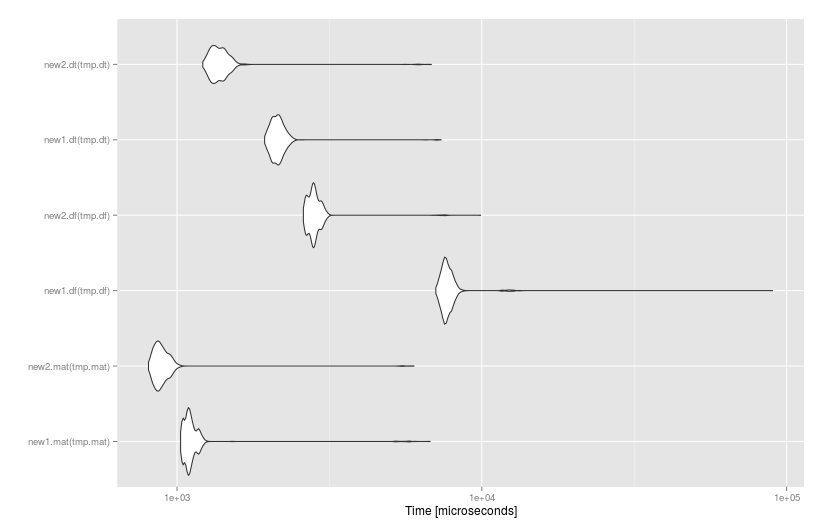 new2.dt(tmp.dt)
new1.dt(tmp.dt)
new2.df(tmp.df)
new1.df(tmp.df)
new2.mat(tmp.mat)
new1.mat(tmp.mat)
1e+03 1e+04 1e+05
Time [microseconds]